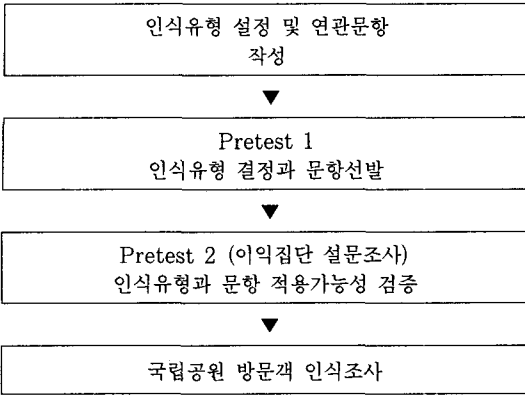 인식유형 설정 및 연관문항
작성
▼
Pretest 1
인식유형 결정과 문항선발
▼
Pretest 2 (이익집단 설문조사)
인식유형과 문항 적용가능성 검증
▼
국립공원 방문객 인식조사